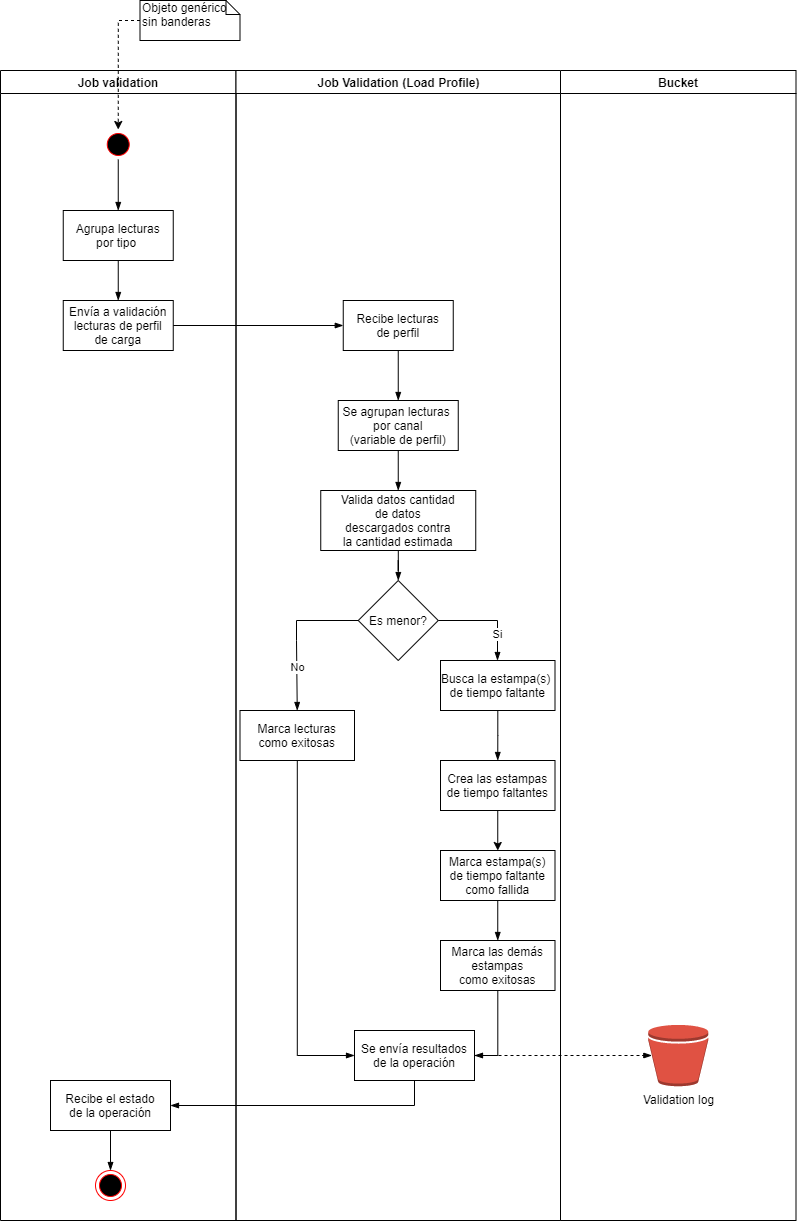 Objeto genérico
sin banderas
Job validation
Job Validation (Load Profile)
Bucket
Agrupa lecturas
por tipo
Envía a validación
lecturas de perfil
de carga
Recibe lecturas
de perfil
Se agrupan lecturas
por canal
(variable de perfil)
Valida datos cantidad
de datos
descargados contra
la cantidad estimada
Es menor?
Si
No
Busca la estampa(s)
de tiempo faltante
Marca lecturas
como exitosas
Crea las estampas
de tiempo faltantes
Marca estampa(s)
de tiempo faltante
como fallida
Marca las demás
estampas
como exitosas
Se envía resultados
de la operación
Validation log
Recibe el estado
de la operación